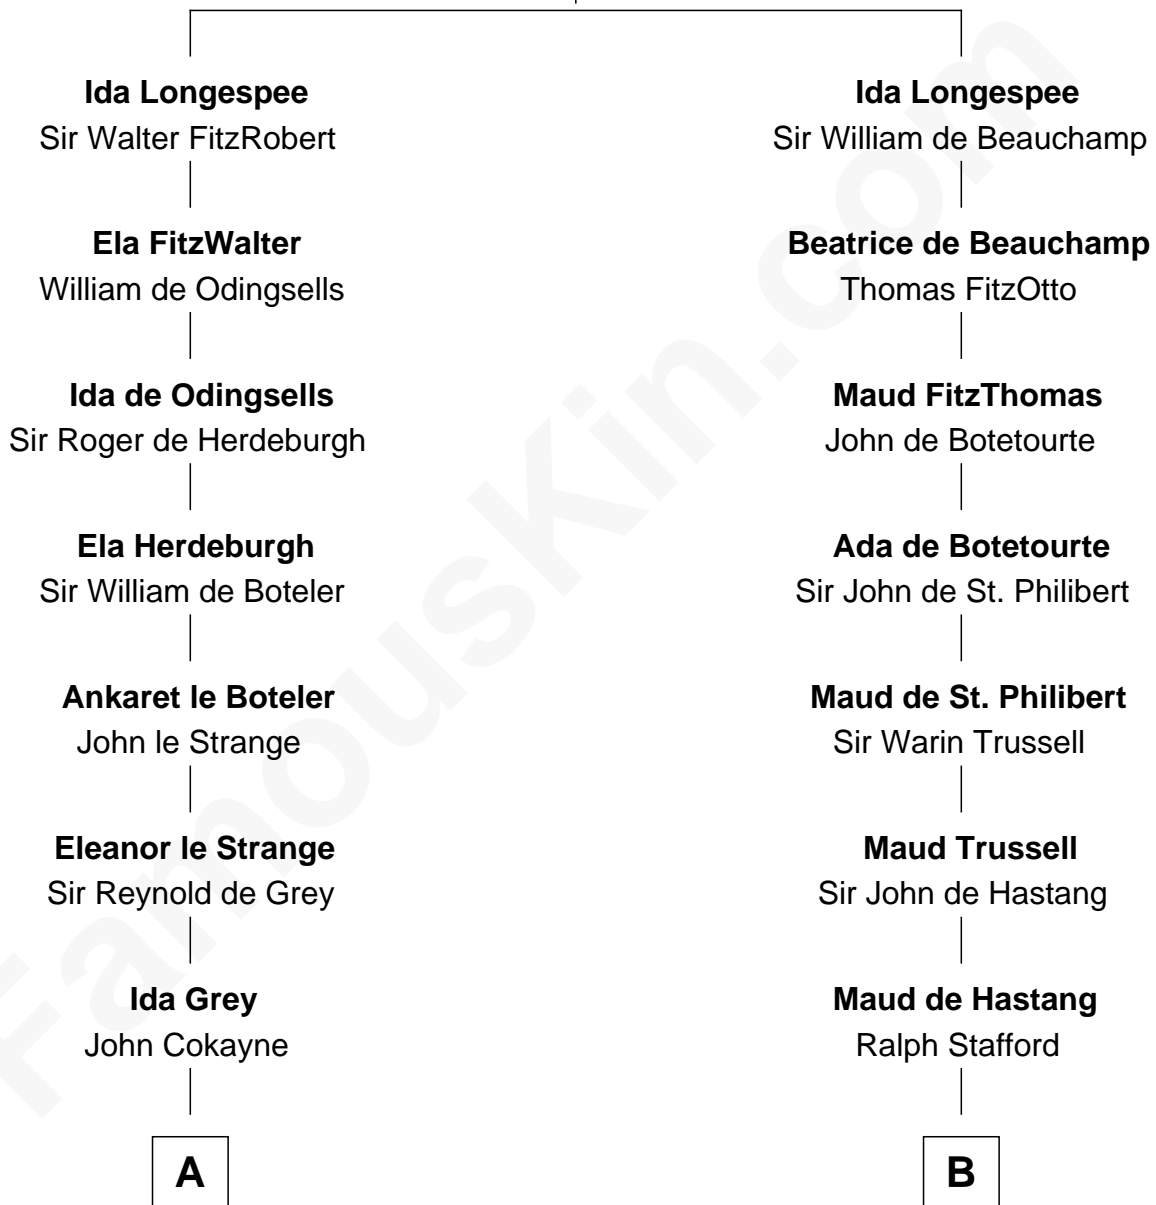 Ida Longespee
Sir Walter FitzRobert
Ela FitzWalter
William de Odingsells
Ida de Odingsells
Sir Roger de Herdeburgh
Ela Herdeburgh
Sir William de Boteler
Ankaret le Boteler
John le Strange
Eleanor le Strange
Sir Reynold de Grey
Ida Grey
John Cokayne
A
Ida Longespee
Sir William de Beauchamp
Beatrice de Beauchamp
Thomas FitzOtto
Maud FitzThomas
John de Botetourte
Ada de Botetourte
Sir John de St. Philibert
Maud de St. Philibert
Sir Warin Trussell
Maud Trussell
Sir John de Hastang
Maud de Hastang
Ralph Stafford
B
FamousKin.com